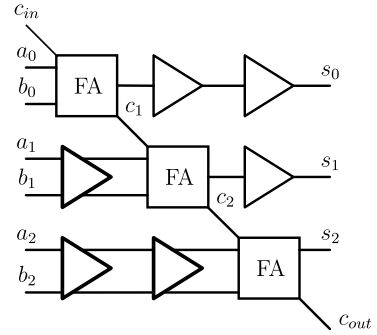 c_in
a_0
b_0 FA s_0
c_1
a_1
b_1 FA s_1
c_2
a_2 s_2
b_2 FA
c_out